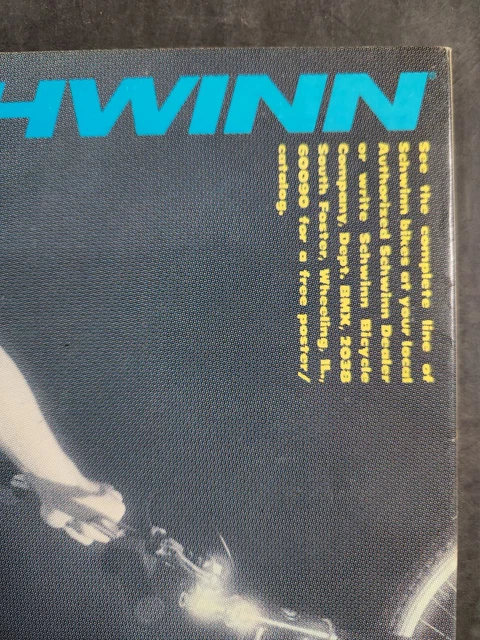 HWINN
See the complete line of
Schwinn bikes at your local
Authorized Schwinn Dealer
or write Schwinn Bicycle
Company, Dept. BMX, 2038
South Foster, Wheeling, IL.,
60090 for a free poster/
catalog.